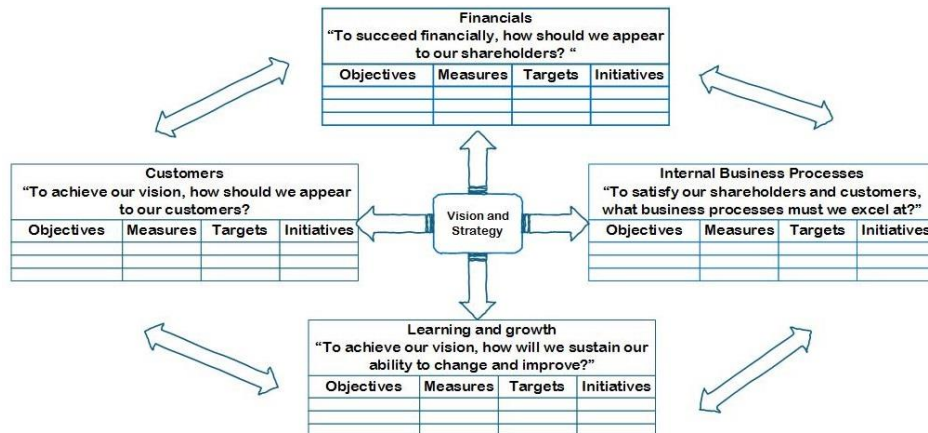 Financials
“To succeed financially, how should we appear
to our shareholders? “
Objectives Measures Targets Initiatives
Customers
“To achieve our vision, how should we appear
to our customers?
Objectives Measures Targets Initiatives
Vision and
Strategy
Internal Business Processes
“To satisfy our shareholders and customers,
what business processes must we excel at?”
Objectives Measures Targets Initiatives
Learning and growth
“To achieve our vision, how will we sustain our
ability to change and improve?”
Objectives Measures Targets Initiatives